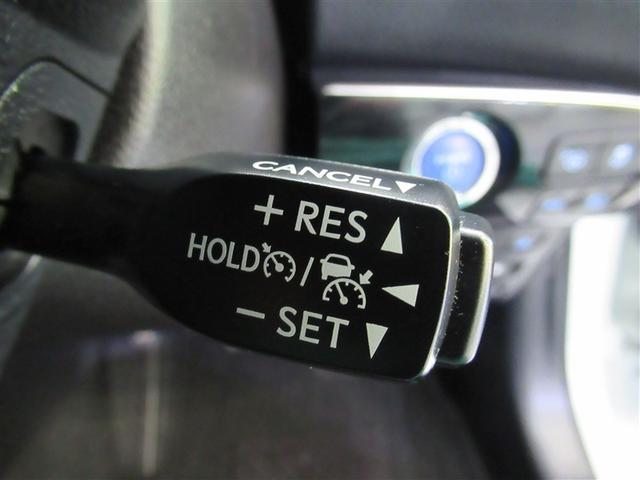 CANCEL
+ RES
HOLD /
- SET